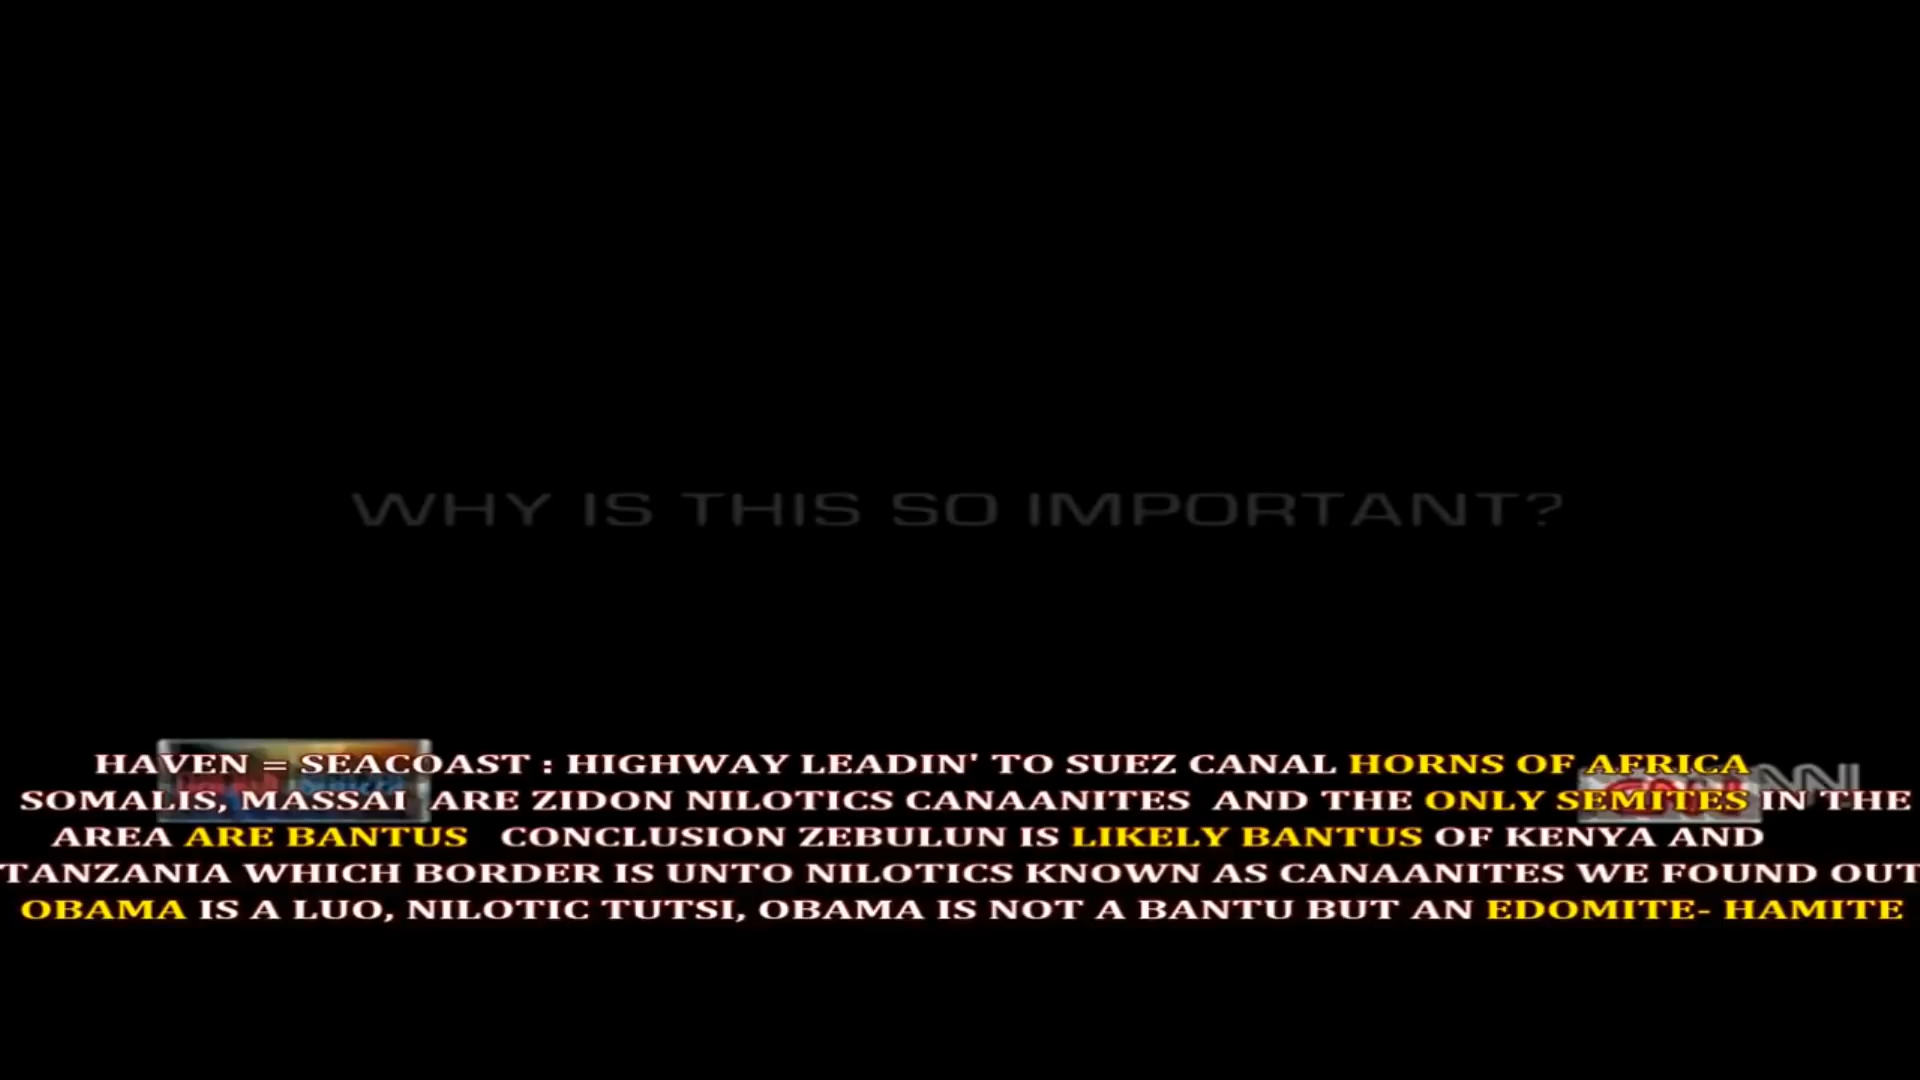 WHY IS THIS SO IMPORTANT?
HAVEN = SEACOAST : HIGHWAY LEADIN' TO SUEZ CANAL HORNS OF AFRICA
SOMALIS, MASSAI ARE ZIDON NILOTICS CANAANITES AND THE ONLY SEMITES IN THE
AREA ARE BANTUS CONCLUSION ZEBULUN IS LIKELY BANTUS OF KENYA AND
TANZANIA WHICH BORDER IS UNTO NILOTICS KNOWN AS CANAANITES WE FOUND OUT
OBAMA IS A LUO, NILOTIC TUTSI, OBAMA IS NOT A BANTU BUT AN EDOMITE- HAMITE